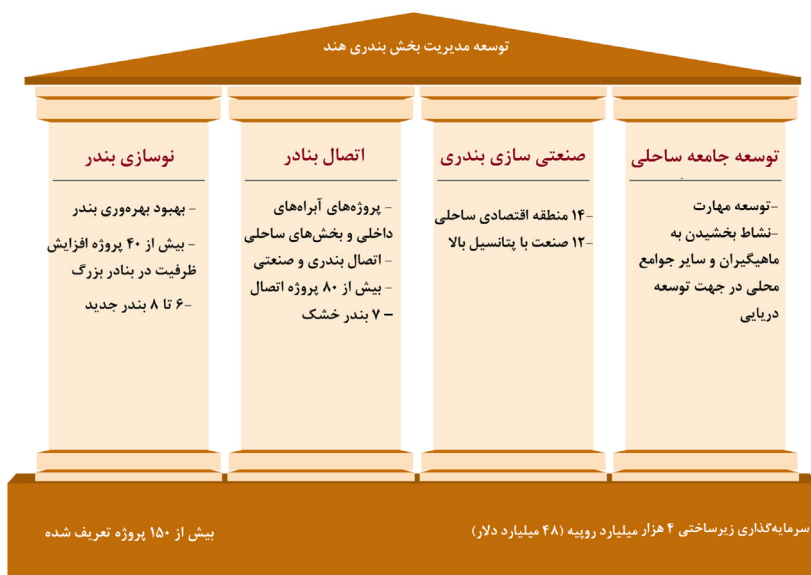 توسعه مدیریت بخش بندری هند
توسعه جامعه ساحلی
-توسعه مهارت
-نشاط بخشیدن به
ماهیگیران و سایر جوامع
محلی در جهت توسعه
دریایی
صنعتی سازی بندری
-۱۴ منطقه اقتصادی ساحلی
-۱۲ صنعت با پتانسیل بالا
اتصال بنادر
- پروژه‌های آبراه‌های
داخلی و بخش‌های ساحلی
- اتصال بندری و صنعتی
- بیش از ۸۰ پروژه اتصال
- ۷ بندر خشک
نوسازی بندر
- بهبود بهره‌وری بندر
- بیش از ۴۰ پروژه افزایش
ظرفیت در بنادر بزرگ
-۶ تا ۸ بندر جدید
سرمایه‌گذاری زیرساختی ۴ هزار میلیارد روپیه (۴۸ میلیارد دلار)
بیش از ۱۵۰ پروژه تعریف شده